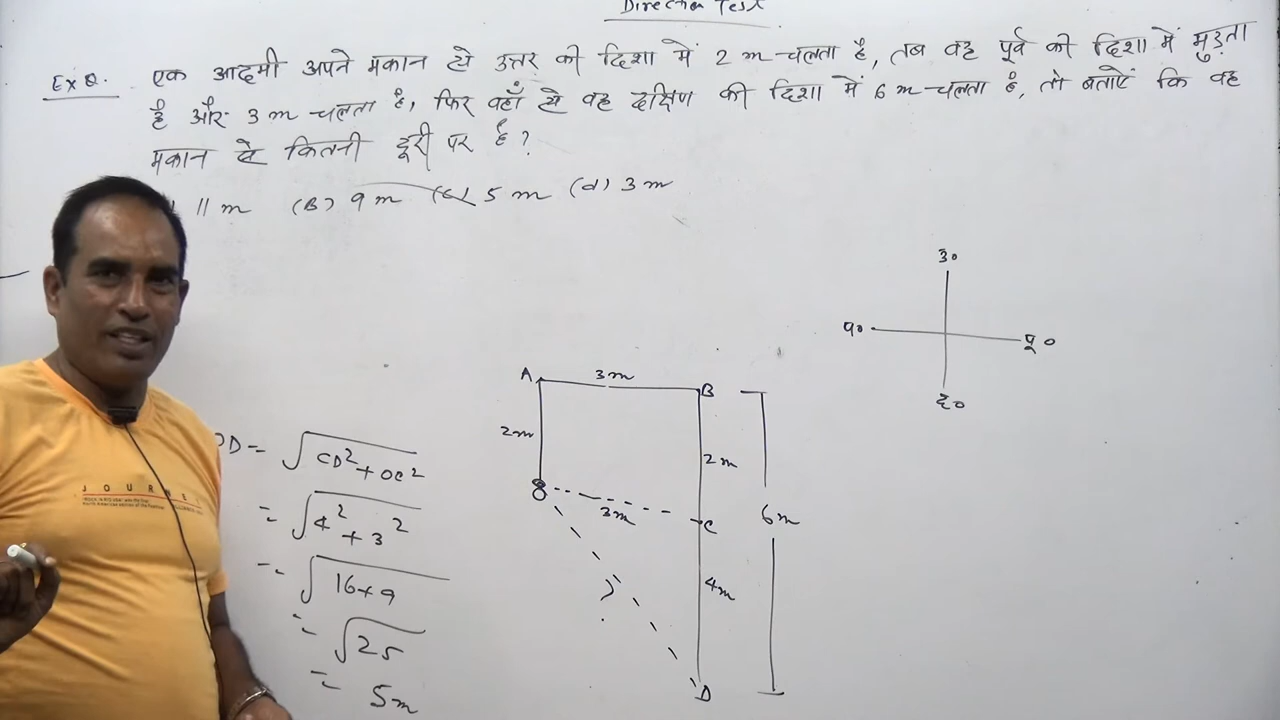 Direction Test
Ex Q. एक आदमी अपने मकान से उत्तर की दिशा में 2 m चलता है, तब वह पूर्व की दिशा में मुड़ता
है और 3 m चलता है, फिर वहाँ से वह दक्षिण की दिशा में 6 m चलता है, तो बताएं कि वह
मकान से कितनी दूरी पर है?
11 m (B) 9 m (C) 5 m (d) 3 m
उ०
प० पू०
द०
A 3m B
2m 2m
O 3m C 6m
4m
D
OD = √CD² + OC²
= √4² + 3²
= √16+9
= √25
= 5m
JOURNEY